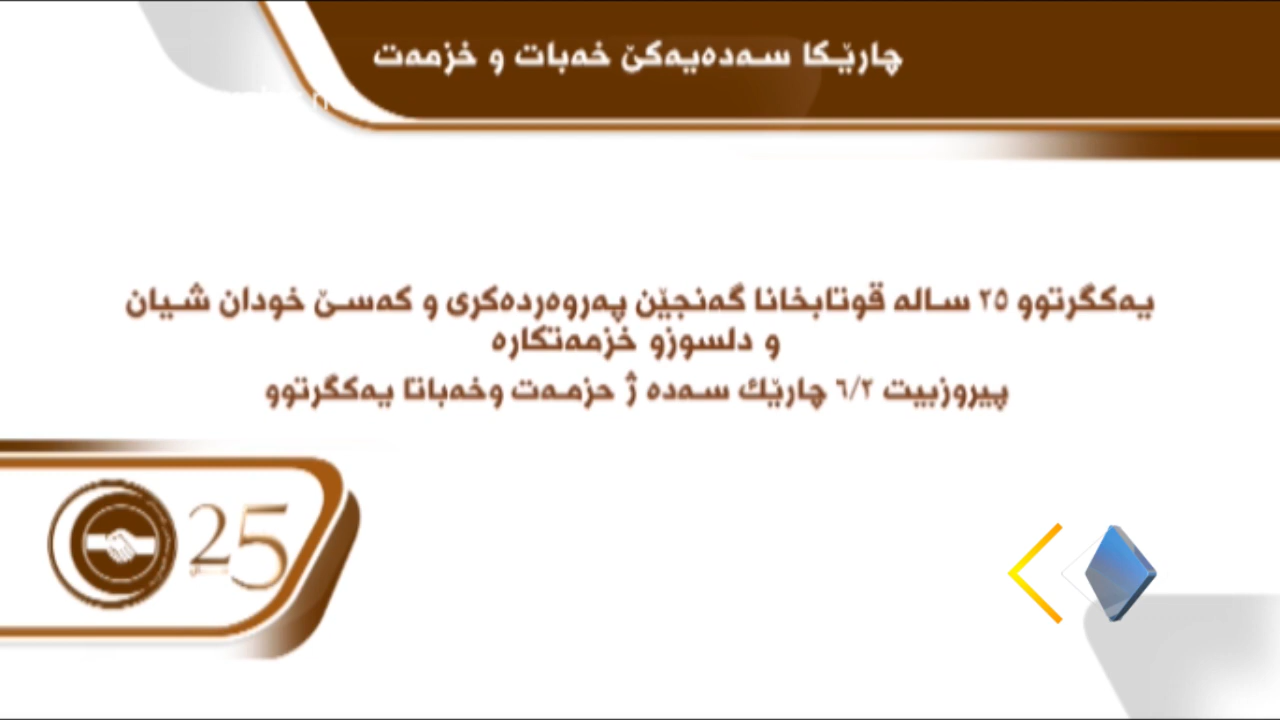 چارێکا سەدەیەکێ خەبات و خزمەت
یەکگرتوو ٢٥ سالە قوتابخانا گەنجێن پەروەردەکری و کەسێ خودان شیان
و دلسوزو خزمەتکارە
پیروزبیت ٦/٢ چارێك سەدە ژ حزمەت وخەباتا یەکگرتوو
25